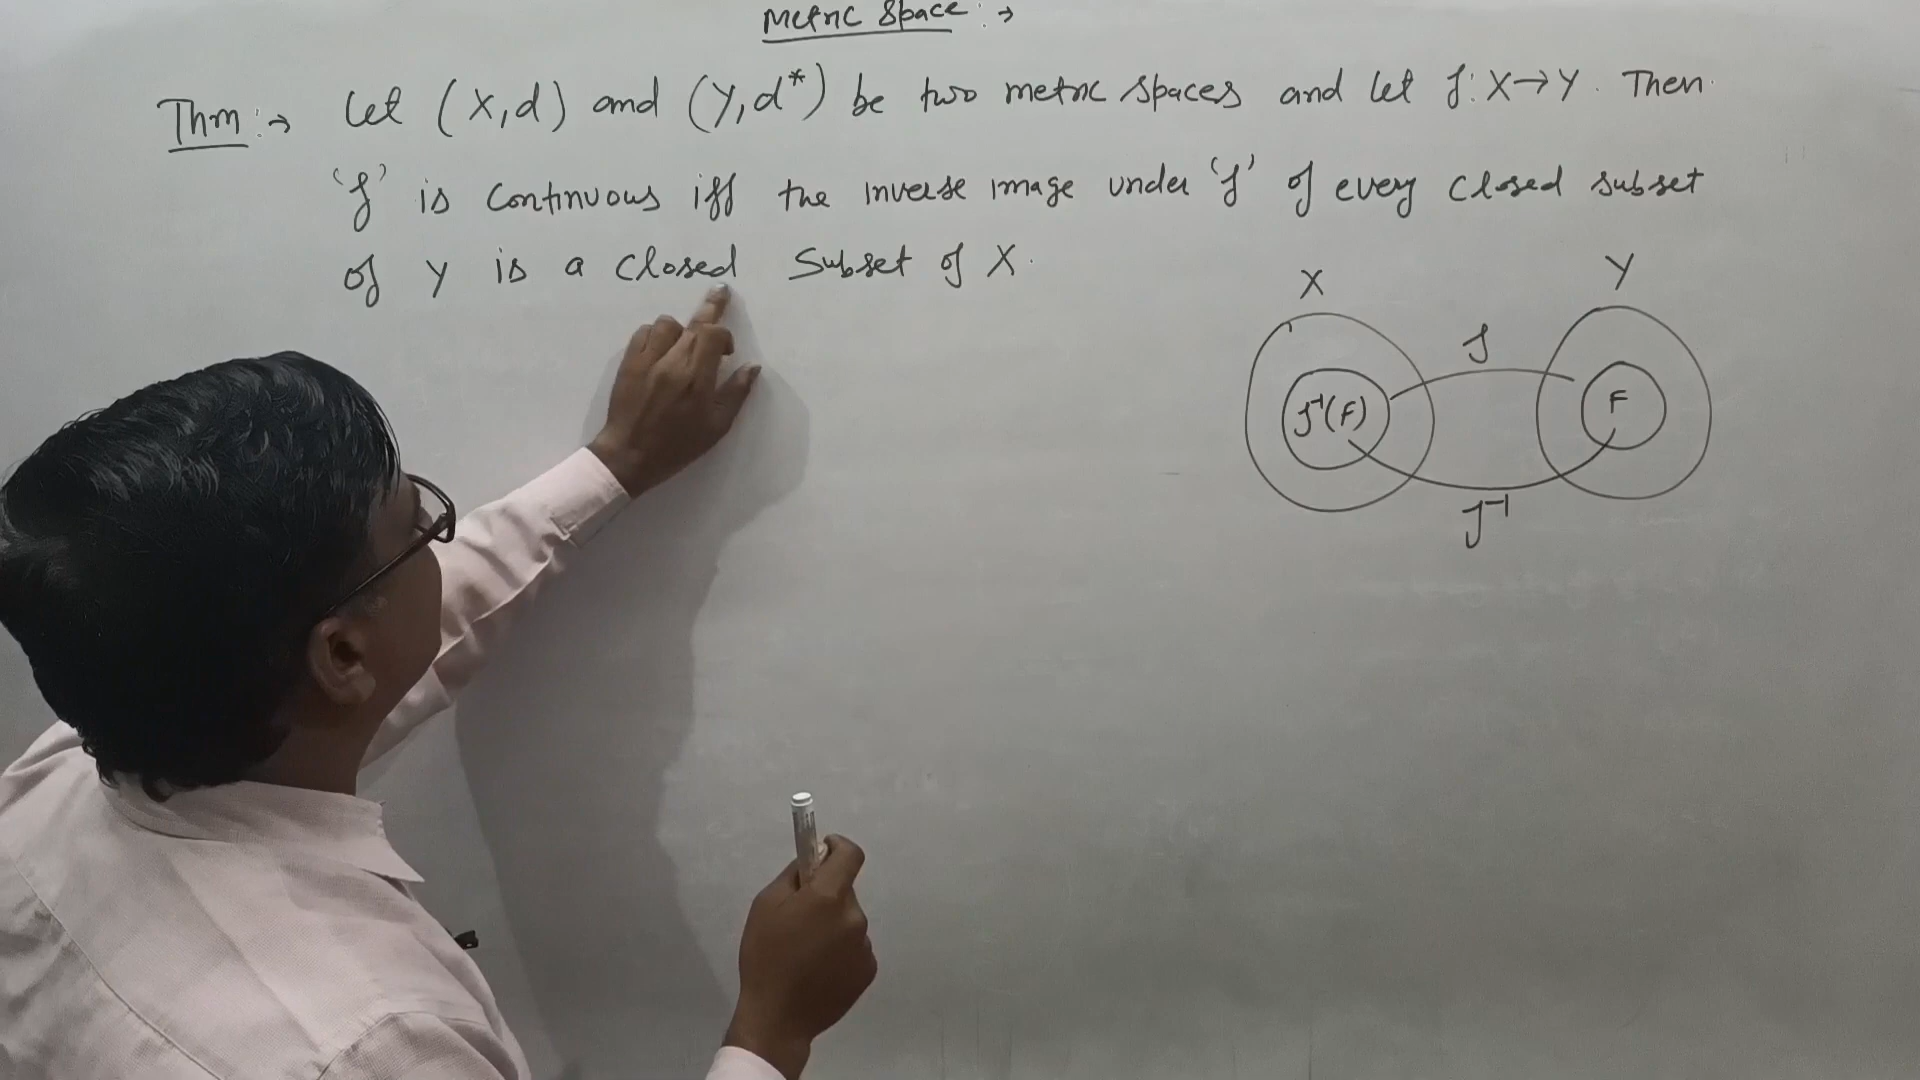 Metric Space :→
Thm :→ Let (X,d) and (Y,d*) be two metric spaces and let f: X→Y. Then
'f' is continuous iff the inverse image under 'f' of every closed subset
of Y is a closed subset of X.
X
Y
f
f⁻¹(F)
F
f⁻¹